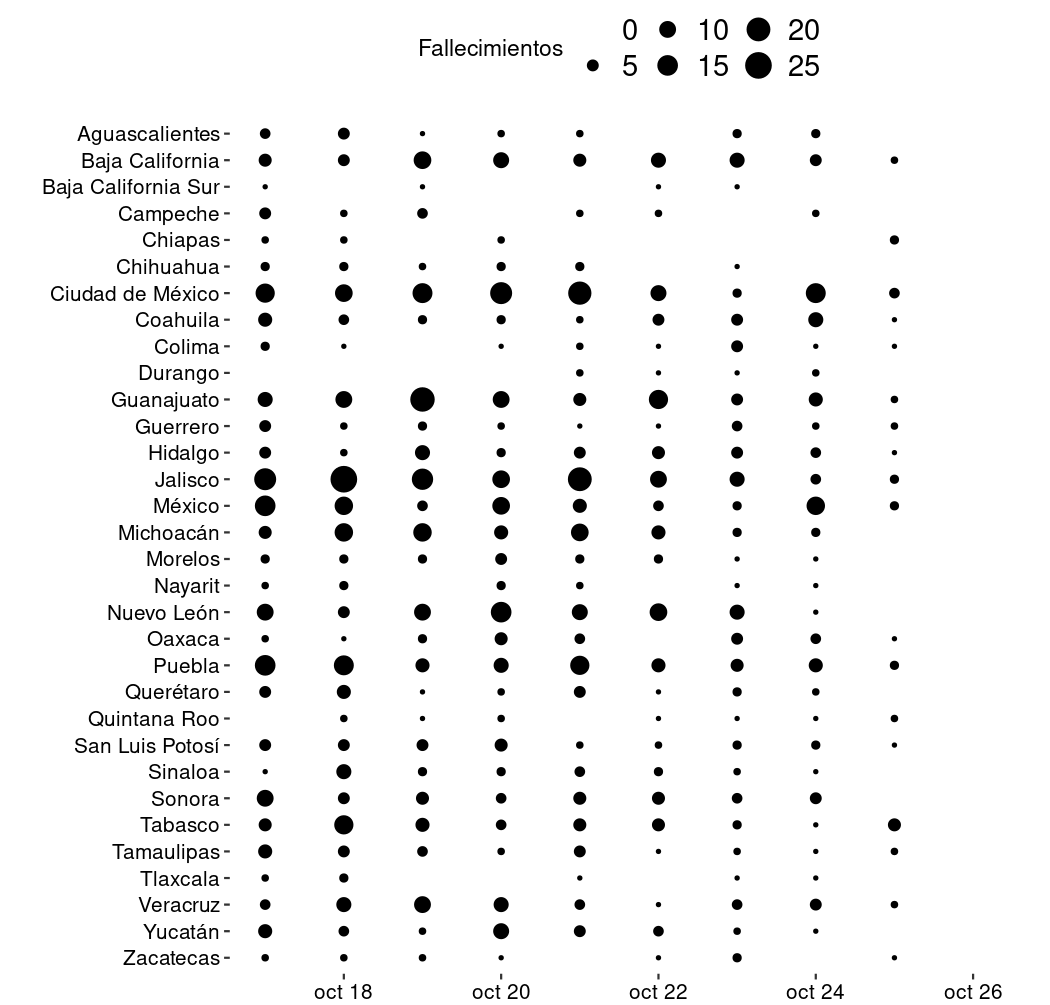 Fallecimientos
0 10 20
5 15 25
Aguascalientes
Baja California
Baja California Sur
Campeche
Chiapas
Chihuahua
Ciudad de México
Coahuila
Colima
Durango
Guanajuato
Guerrero
Hidalgo
Jalisco
México
Michoacán
Morelos
Nayarit
Nuevo León
Oaxaca
Puebla
Querétaro
Quintana Roo
San Luis Potosí
Sinaloa
Sonora
Tabasco
Tamaulipas
Tlaxcala
Veracruz
Yucatán
Zacatecas
oct 18 oct 20 oct 22 oct 24 oct 26